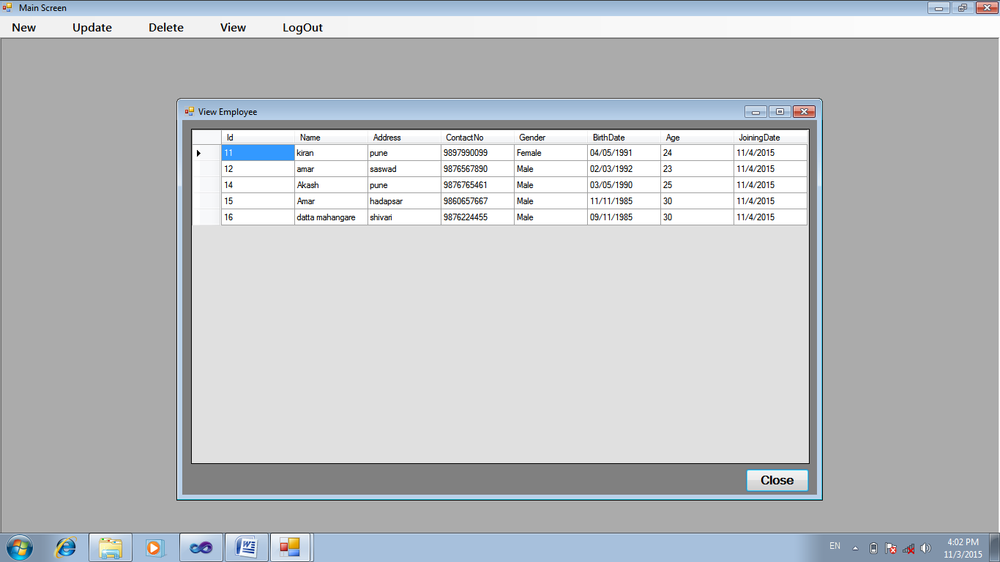 Main Screen
New Update Delete View LogOut
View Employee
Id Name Address ContactNo Gender BirthDate Age JoiningDate
11 kiran pune 9897990099 Female 04/05/1991 24 11/4/2015
12 amar saswad 9876567890 Male 02/03/1992 23 11/4/2015
14 Akash pune 9876765461 Male 03/05/1990 25 11/4/2015
15 Amar hadapsar 9860657667 Male 11/11/1985 30 11/4/2015
16 datta mahangare shivari 9876224455 Male 09/11/1985 30 11/4/2015
Close
EN 4:02 PM
11/3/2015